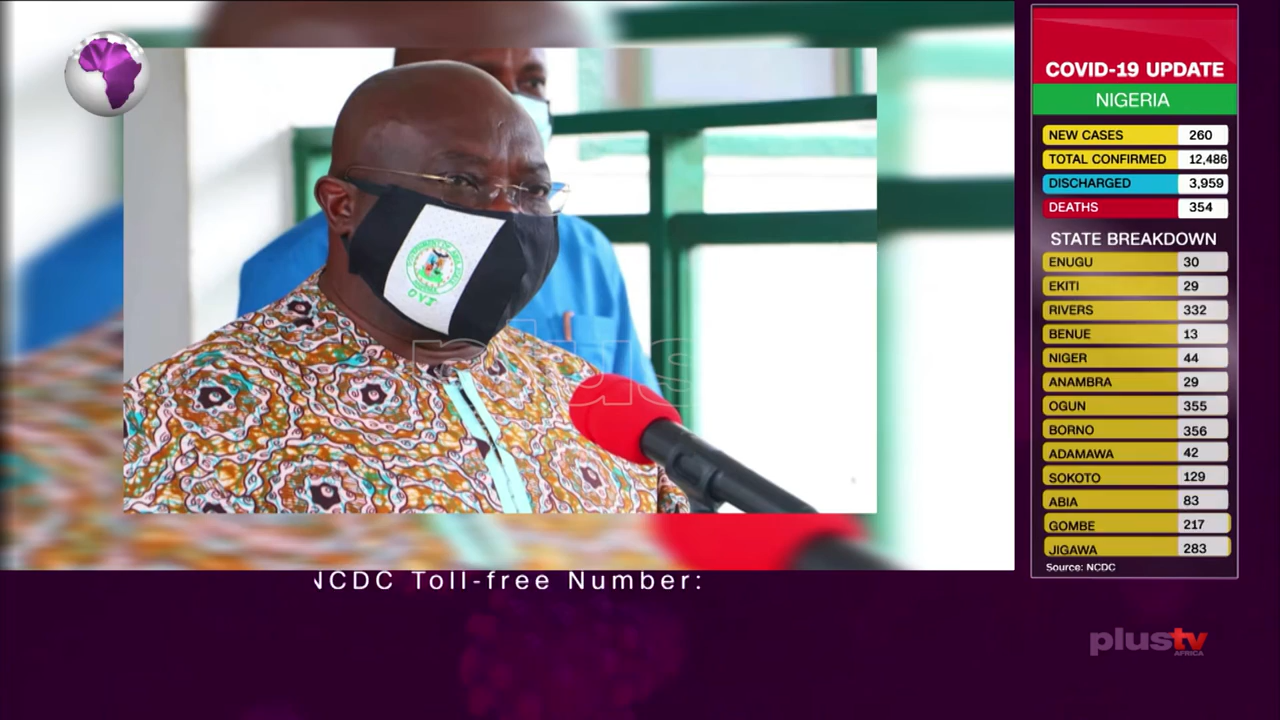 COVID-19 UPDATE
NIGERIA
NEW CASES 260
TOTAL CONFIRMED 12,486
DISCHARGED 3,959
DEATHS 354
STATE BREAKDOWN
ENUGU 30
EKITI 29
RIVERS 332
BENUE 13
NIGER 44
ANAMBRA 29
OGUN 355
BORNO 356
ADAMAWA 42
SOKOTO 129
ABIA 83
GOMBE 217
JIGAWA 283
Source: NCDC
OVI
plus
NCDC Toll-free Number:
plustv
AFRICA